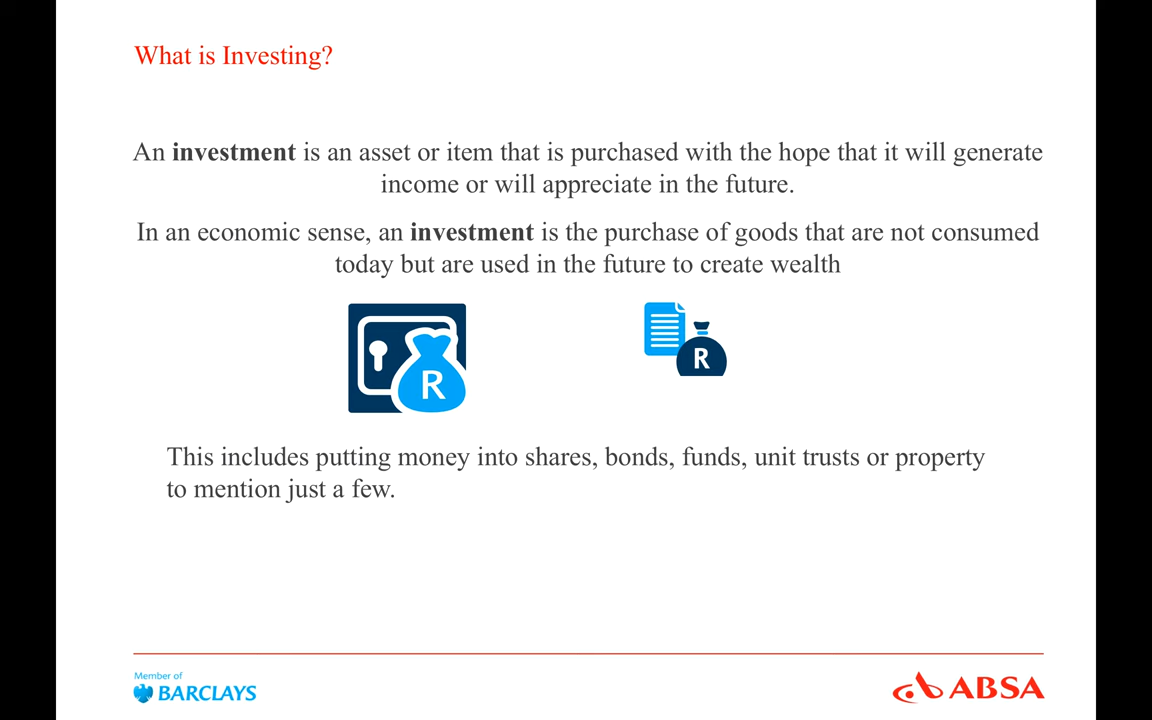 What is Investing?
An investment is an asset or item that is purchased with the hope that it will generate
income or will appreciate in the future.
In an economic sense, an investment is the purchase of goods that are not consumed
today but are used in the future to create wealth
R
R
This includes putting money into shares, bonds, funds, unit trusts or property
to mention just a few.
Member of
BARCLAYS
ABSA